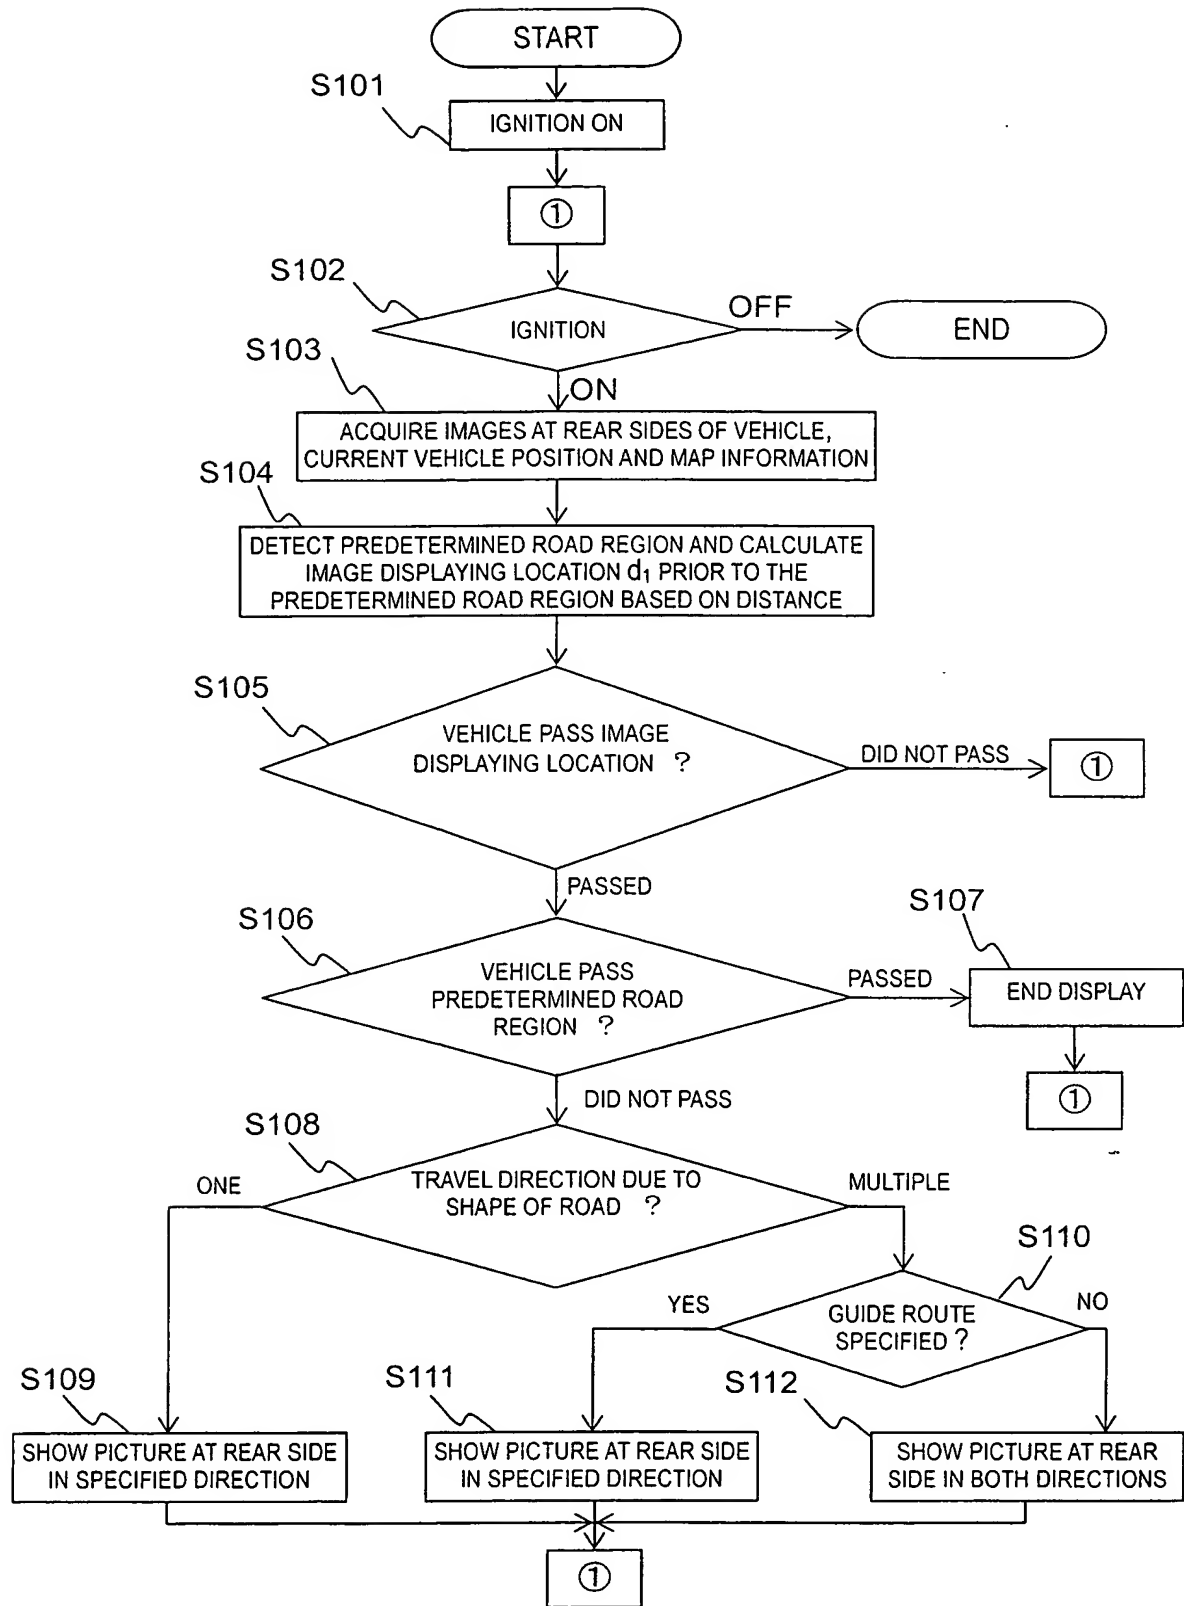 START
S101
IGNITION ON
①
S102
IGNITION
OFF
END
S103
ON
ACQUIRE IMAGES AT REAR SIDES OF VEHICLE,
CURRENT VEHICLE POSITION AND MAP INFORMATION
S104
DETECT PREDETERMINED ROAD REGION AND CALCULATE
IMAGE DISPLAYING LOCATION d₁ PRIOR TO THE
PREDETERMINED ROAD REGION BASED ON DISTANCE
S105
VEHICLE PASS IMAGE
DISPLAYING LOCATION ?
DID NOT PASS
①
PASSED
S106
VEHICLE PASS
PREDETERMINED ROAD
REGION ?
PASSED
S107
END DISPLAY
①
DID NOT PASS
S108
TRAVEL DIRECTION DUE TO
SHAPE OF ROAD ?
ONE
MULTIPLE
S110
GUIDE ROUTE
SPECIFIED ?
YES
NO
S109
SHOW PICTURE AT REAR SIDE
IN SPECIFIED DIRECTION
S111
SHOW PICTURE AT REAR SIDE
IN SPECIFIED DIRECTION
S112
SHOW PICTURE AT REAR
SIDE IN BOTH DIRECTIONS
①